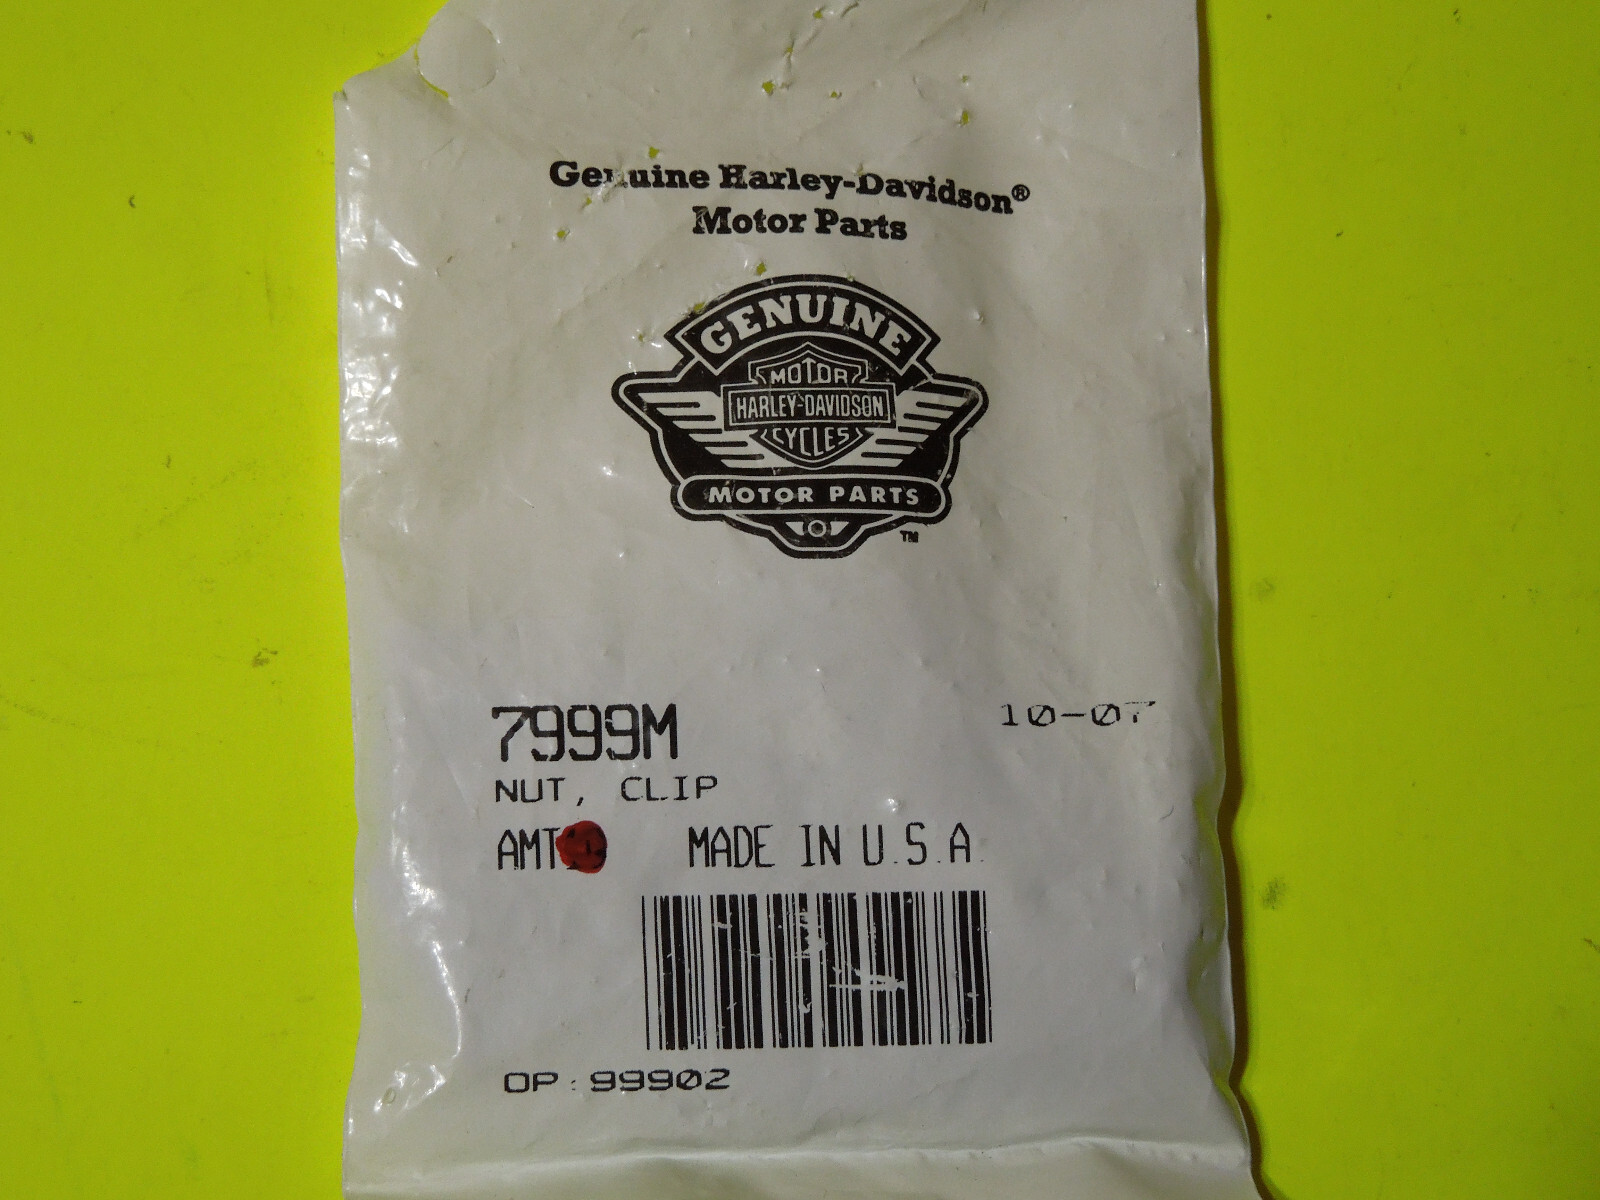 Genuine Harley-Davidson®
Motor Parts
GENUINE
MOTOR
HARLEY-DAVIDSON
CYCLES
MOTOR PARTS
TM
7999M
10-07
NUT, CLIP
AMT
MADE IN U.S.A.
OP: 99902